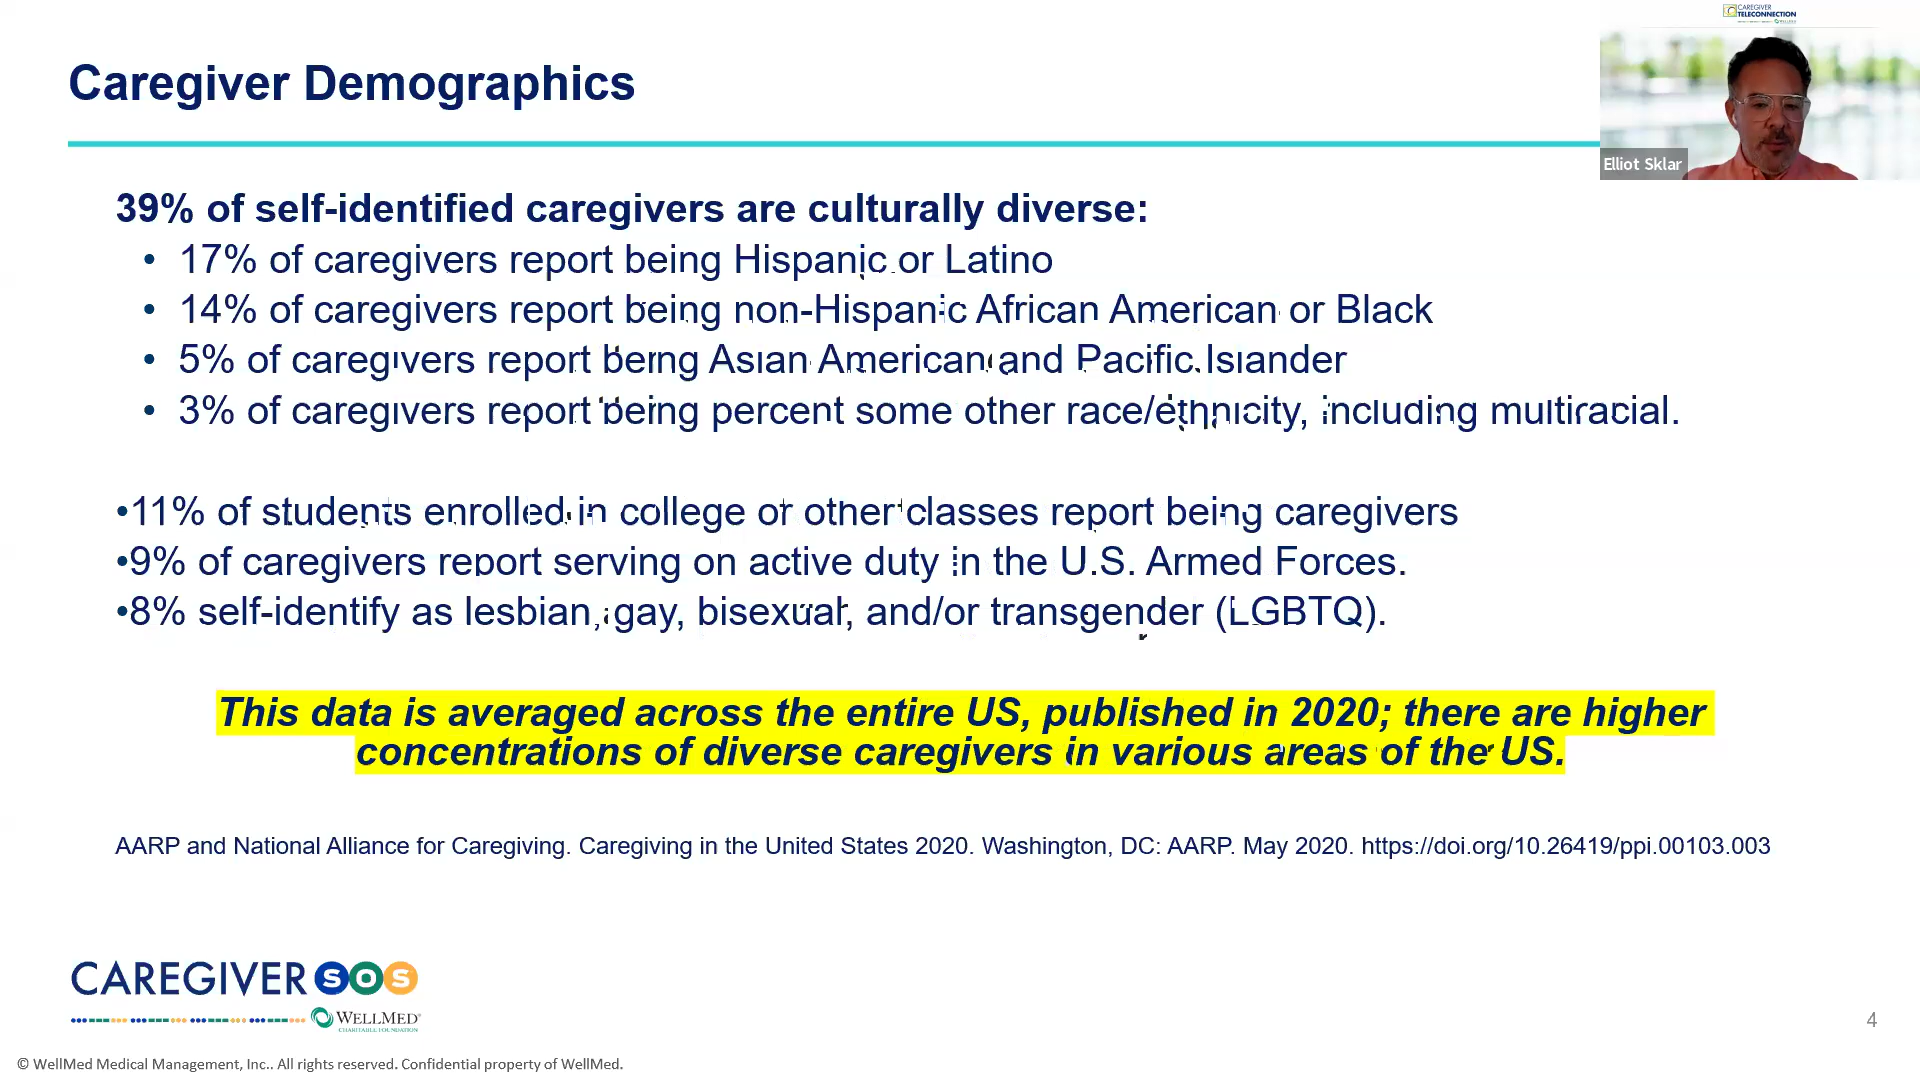 CAREGIVER
TELECONNECTION
Caregiver Demographics
Elliot Sklar
39% of self-identified caregivers are culturally diverse:
• 17% of caregivers report being Hispanic or Latino
• 14% of caregivers report being non-Hispanic African American or Black
• 5% of caregivers report being Asian American and Pacific Islander
• 3% of caregivers report being percent some other race/ethnicity, including multiracial.
•11% of students enrolled in college or other classes report being caregivers
•9% of caregivers report serving on active duty in the U.S. Armed Forces.
•8% self-identify as lesbian, gay, bisexual, and/or transgender (LGBTQ).
This data is averaged across the entire US, published in 2020; there are higher
concentrations of diverse caregivers in various areas of the US.
AARP and National Alliance for Caregiving. Caregiving in the United States 2020. Washington, DC: AARP. May 2020. https://doi.org/10.26419/ppi.00103.003
CAREGIVER SOS
WELLMED
CHARITABLE FOUNDATION
4
© WellMed Medical Management, Inc.. All rights reserved. Confidential property of WellMed.